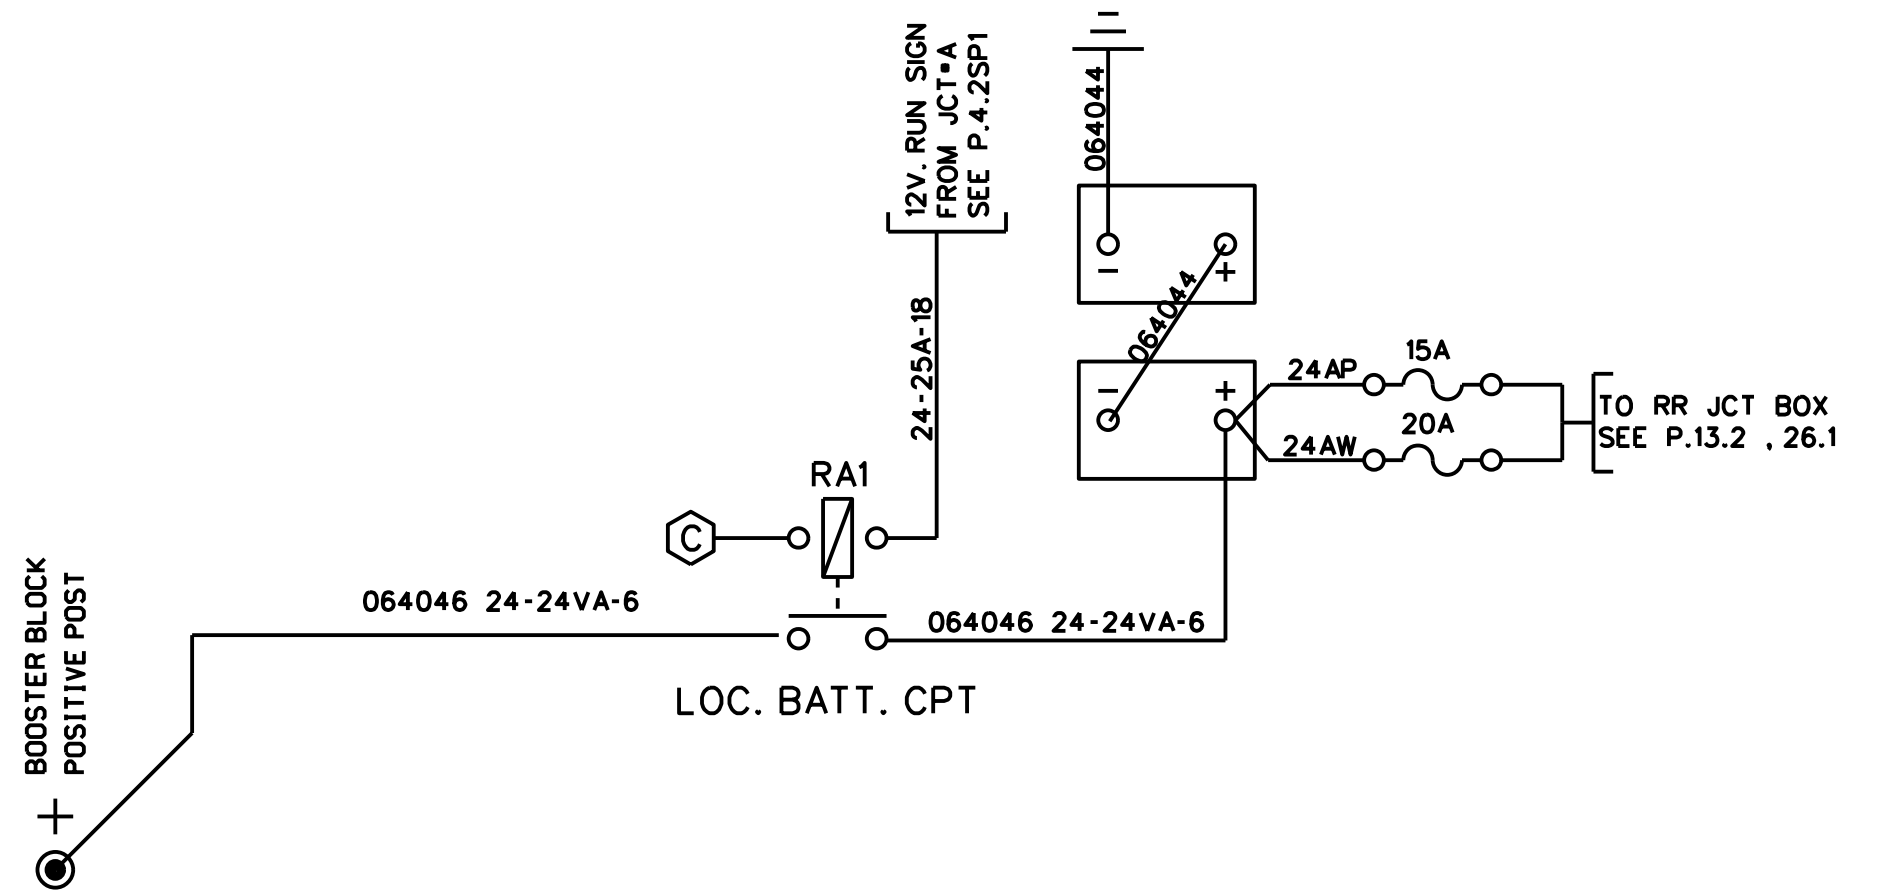 12V. RUN SIGN
FROM JCT•A
SEE P.4.2SP1
064044
24-25A-18
-
+
064044
-
+
24AP
15A
24AW
20A
TO RR JCT BOX
SEE P.13.2 , 26.1
RA1
C
064046 24-24VA-6
064046 24-24VA-6
LOC. BATT. CPT
BOOSTER BLOCK
POSITIVE POST
+